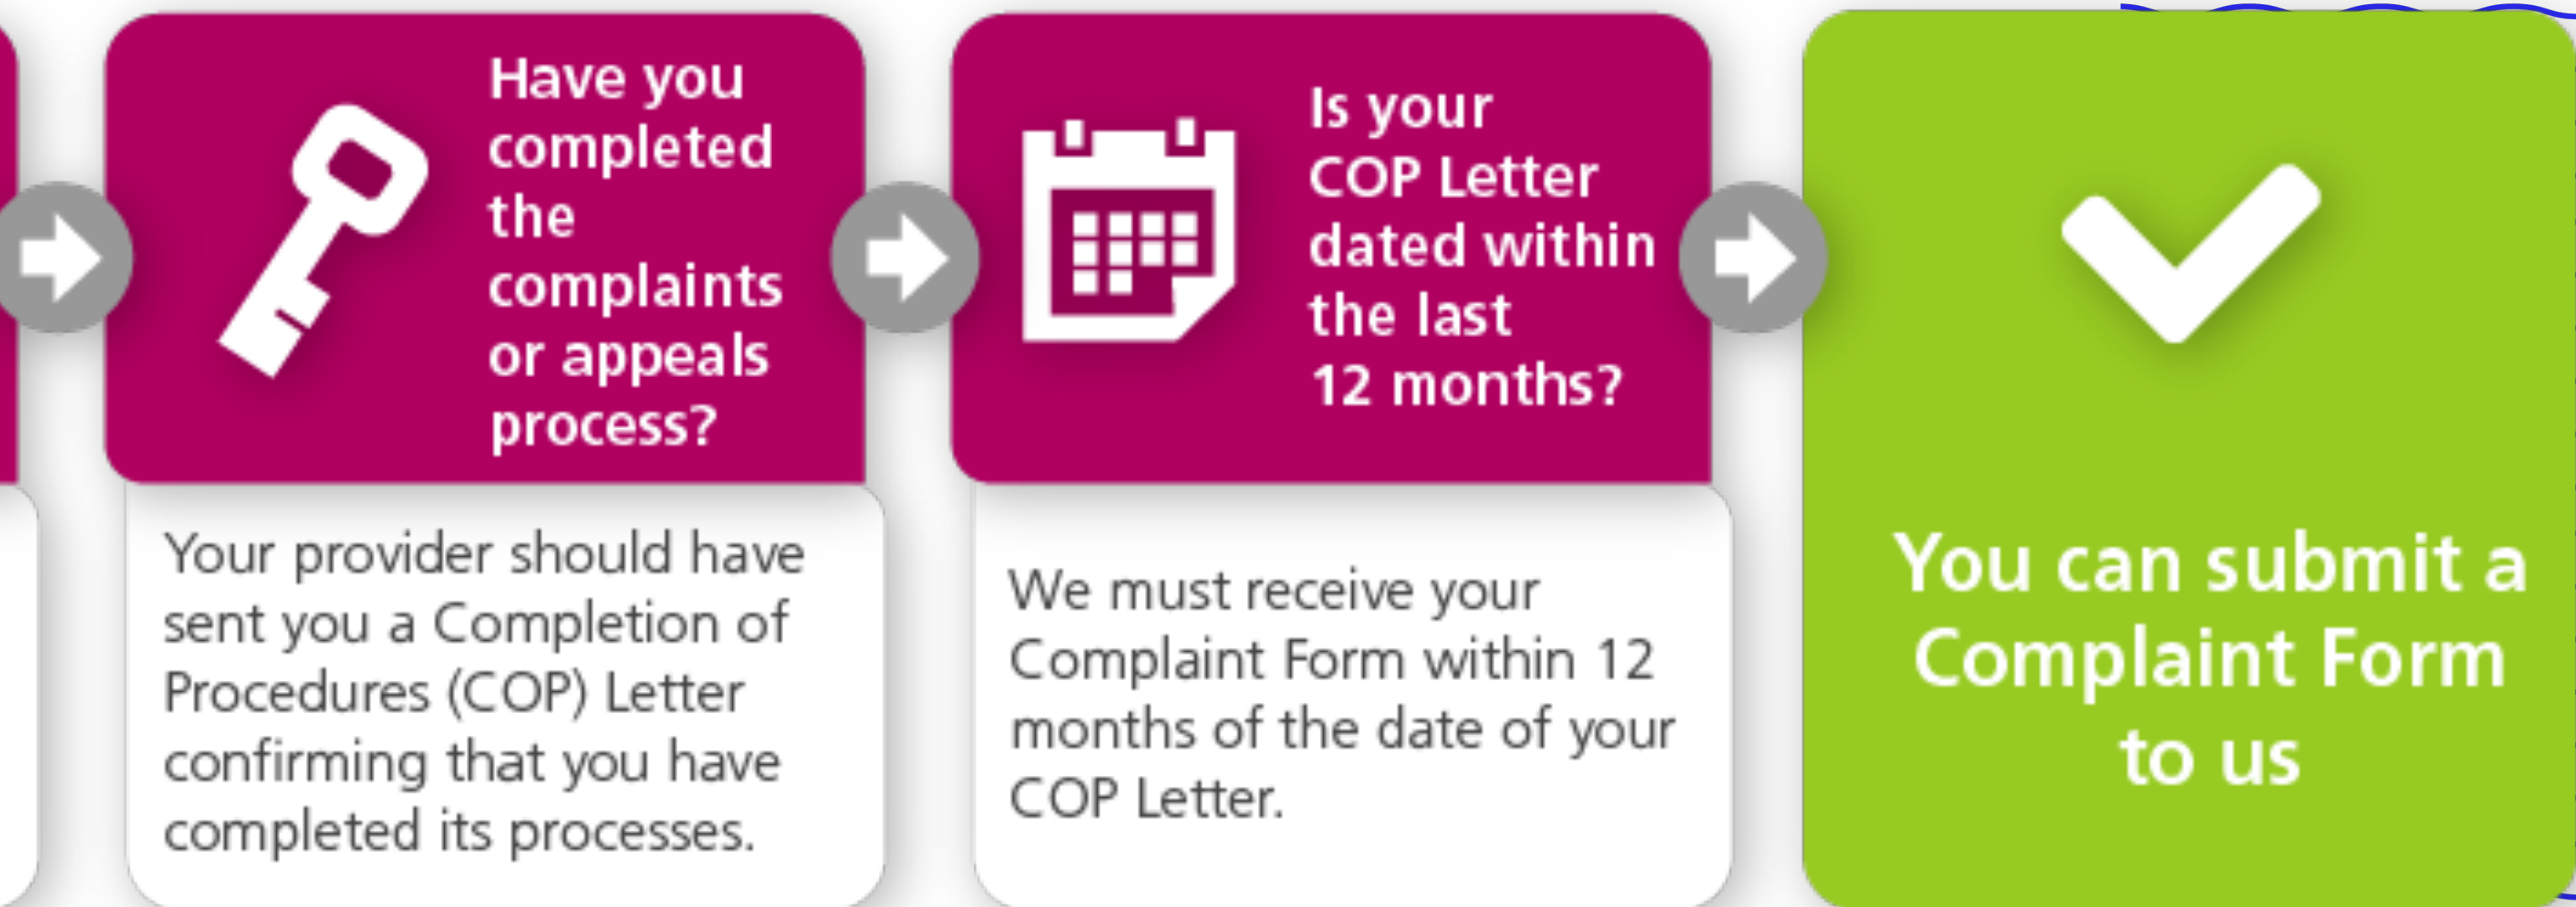 Have you
completed
the
complaints
or appeals
process?
Your provider should have
sent you a Completion of
Procedures (COP) Letter
confirming that you have
completed its processes.
Is your
COP Letter
dated within
the last
12 months?
We must receive your
Complaint Form within 12
months of the date of your
COP Letter.
You can submit a
Complaint Form
to us